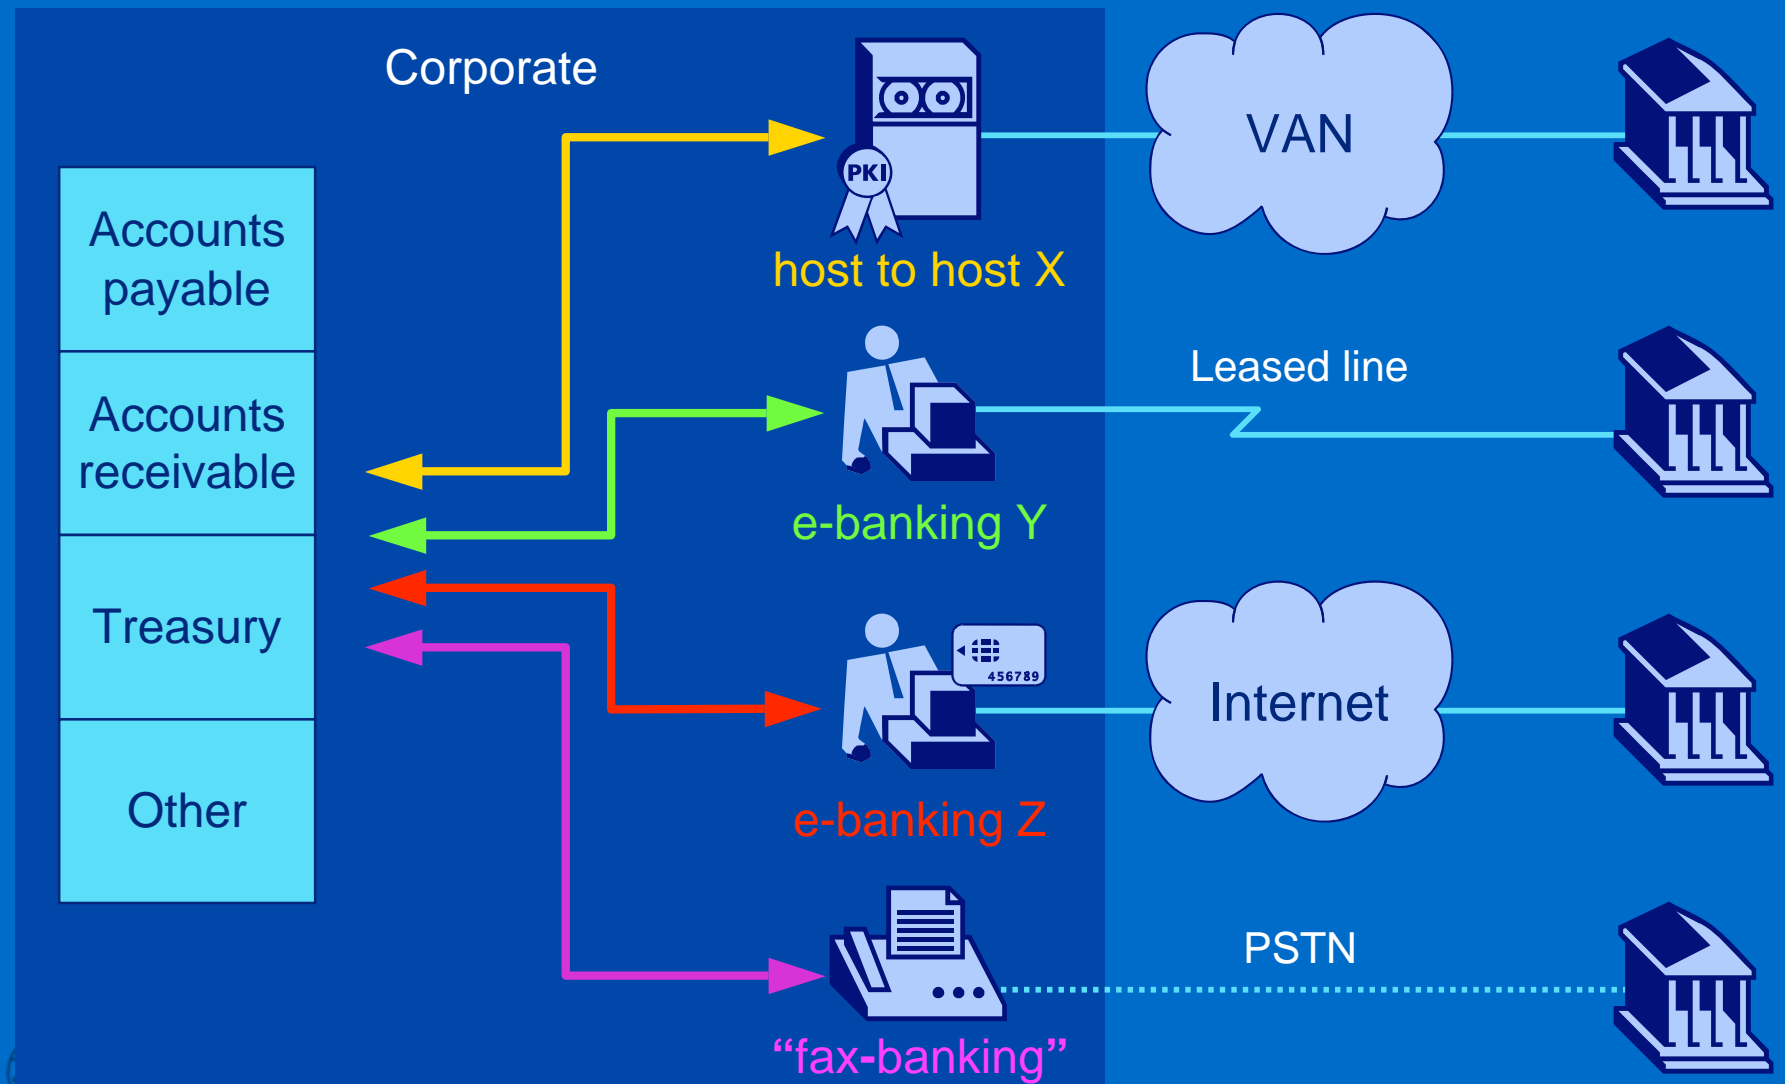 Corporate
Accounts
payable
Accounts
receivable
Treasury
Other
PKI
host to host X
VAN
e-banking Y
Leased line
456789
e-banking Z
Internet
“fax-banking”
PSTN